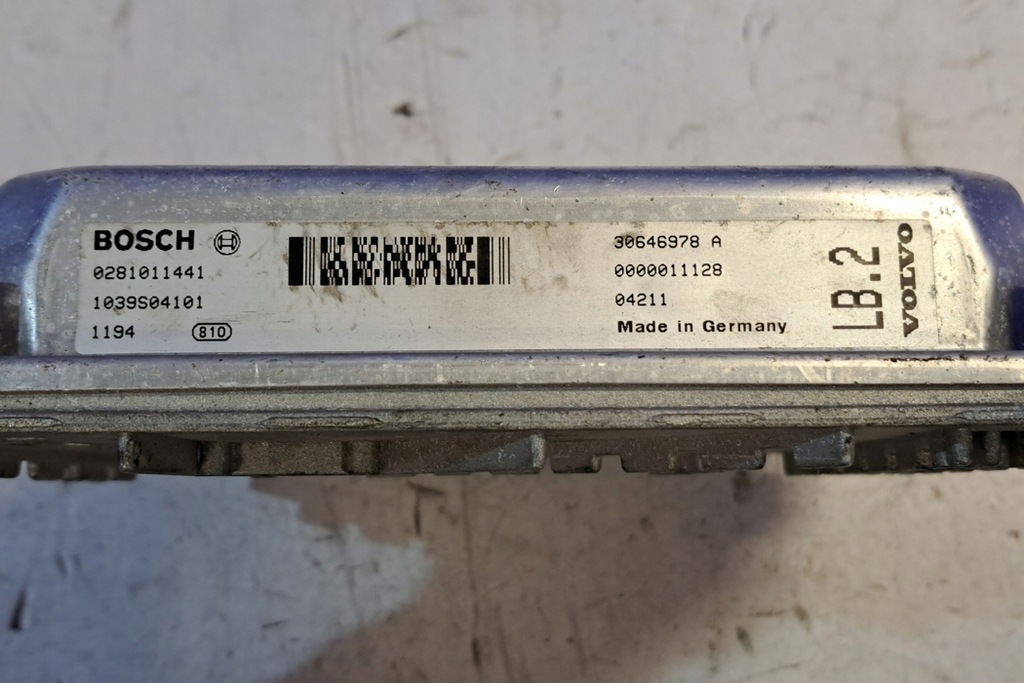 BOSCH
0281011441
1039S04101
1194 810
30646978 A
0000011128
04211
Made in Germany
LB.2
VOLVO